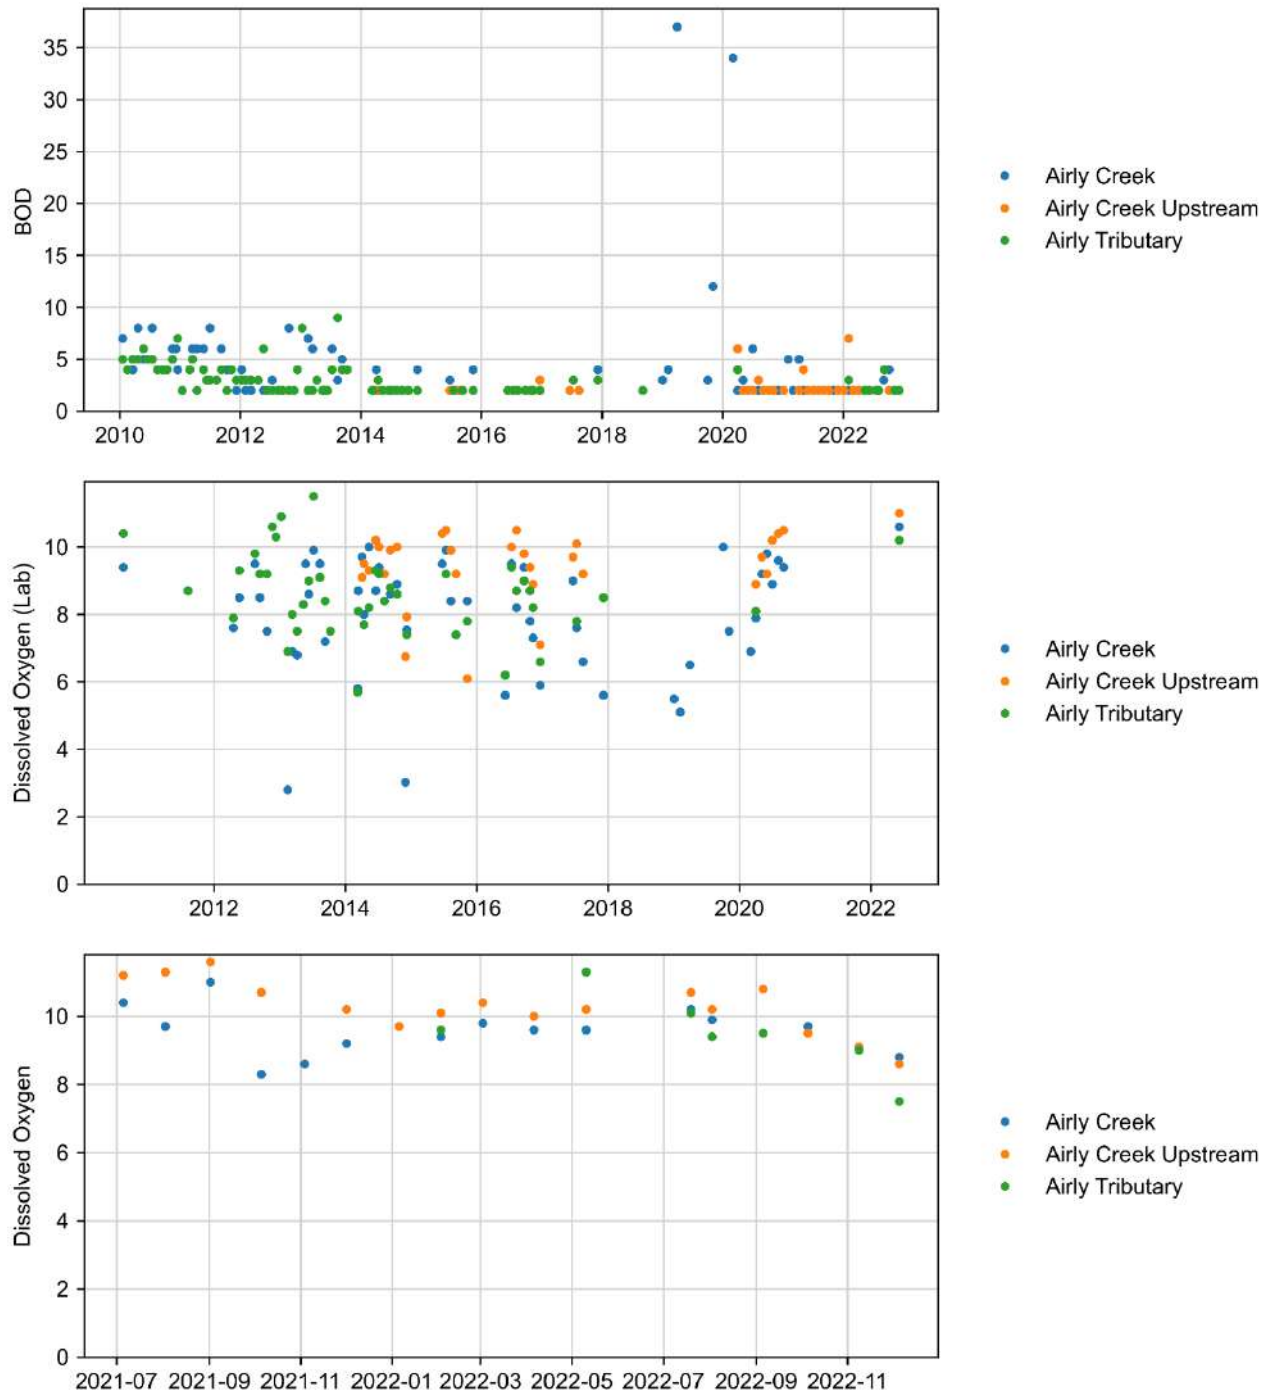 35
30
25
20
15
10
5
0
BOD
2010 2012 2014 2016 2018 2020 2022
Airly Creek
Airly Creek Upstream
Airly Tributary
10
8
6
4
2
0
Dissolved Oxygen (Lab)
2012 2014 2016 2018 2020 2022
Airly Creek
Airly Creek Upstream
Airly Tributary
10
8
6
4
2
0
Dissolved Oxygen
2021-07 2021-09 2021-11 2022-01 2022-03 2022-05 2022-07 2022-09 2022-11
Airly Creek
Airly Creek Upstream
Airly Tributary